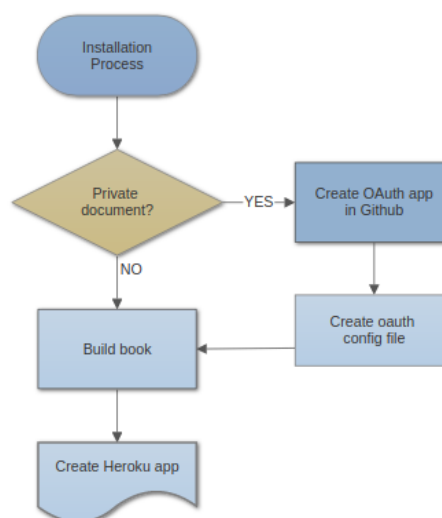 Installation
Process
Private
document?
YES
Create OAuth app
in Github
NO
Create oauth
config file
Build book
Create Heroku app